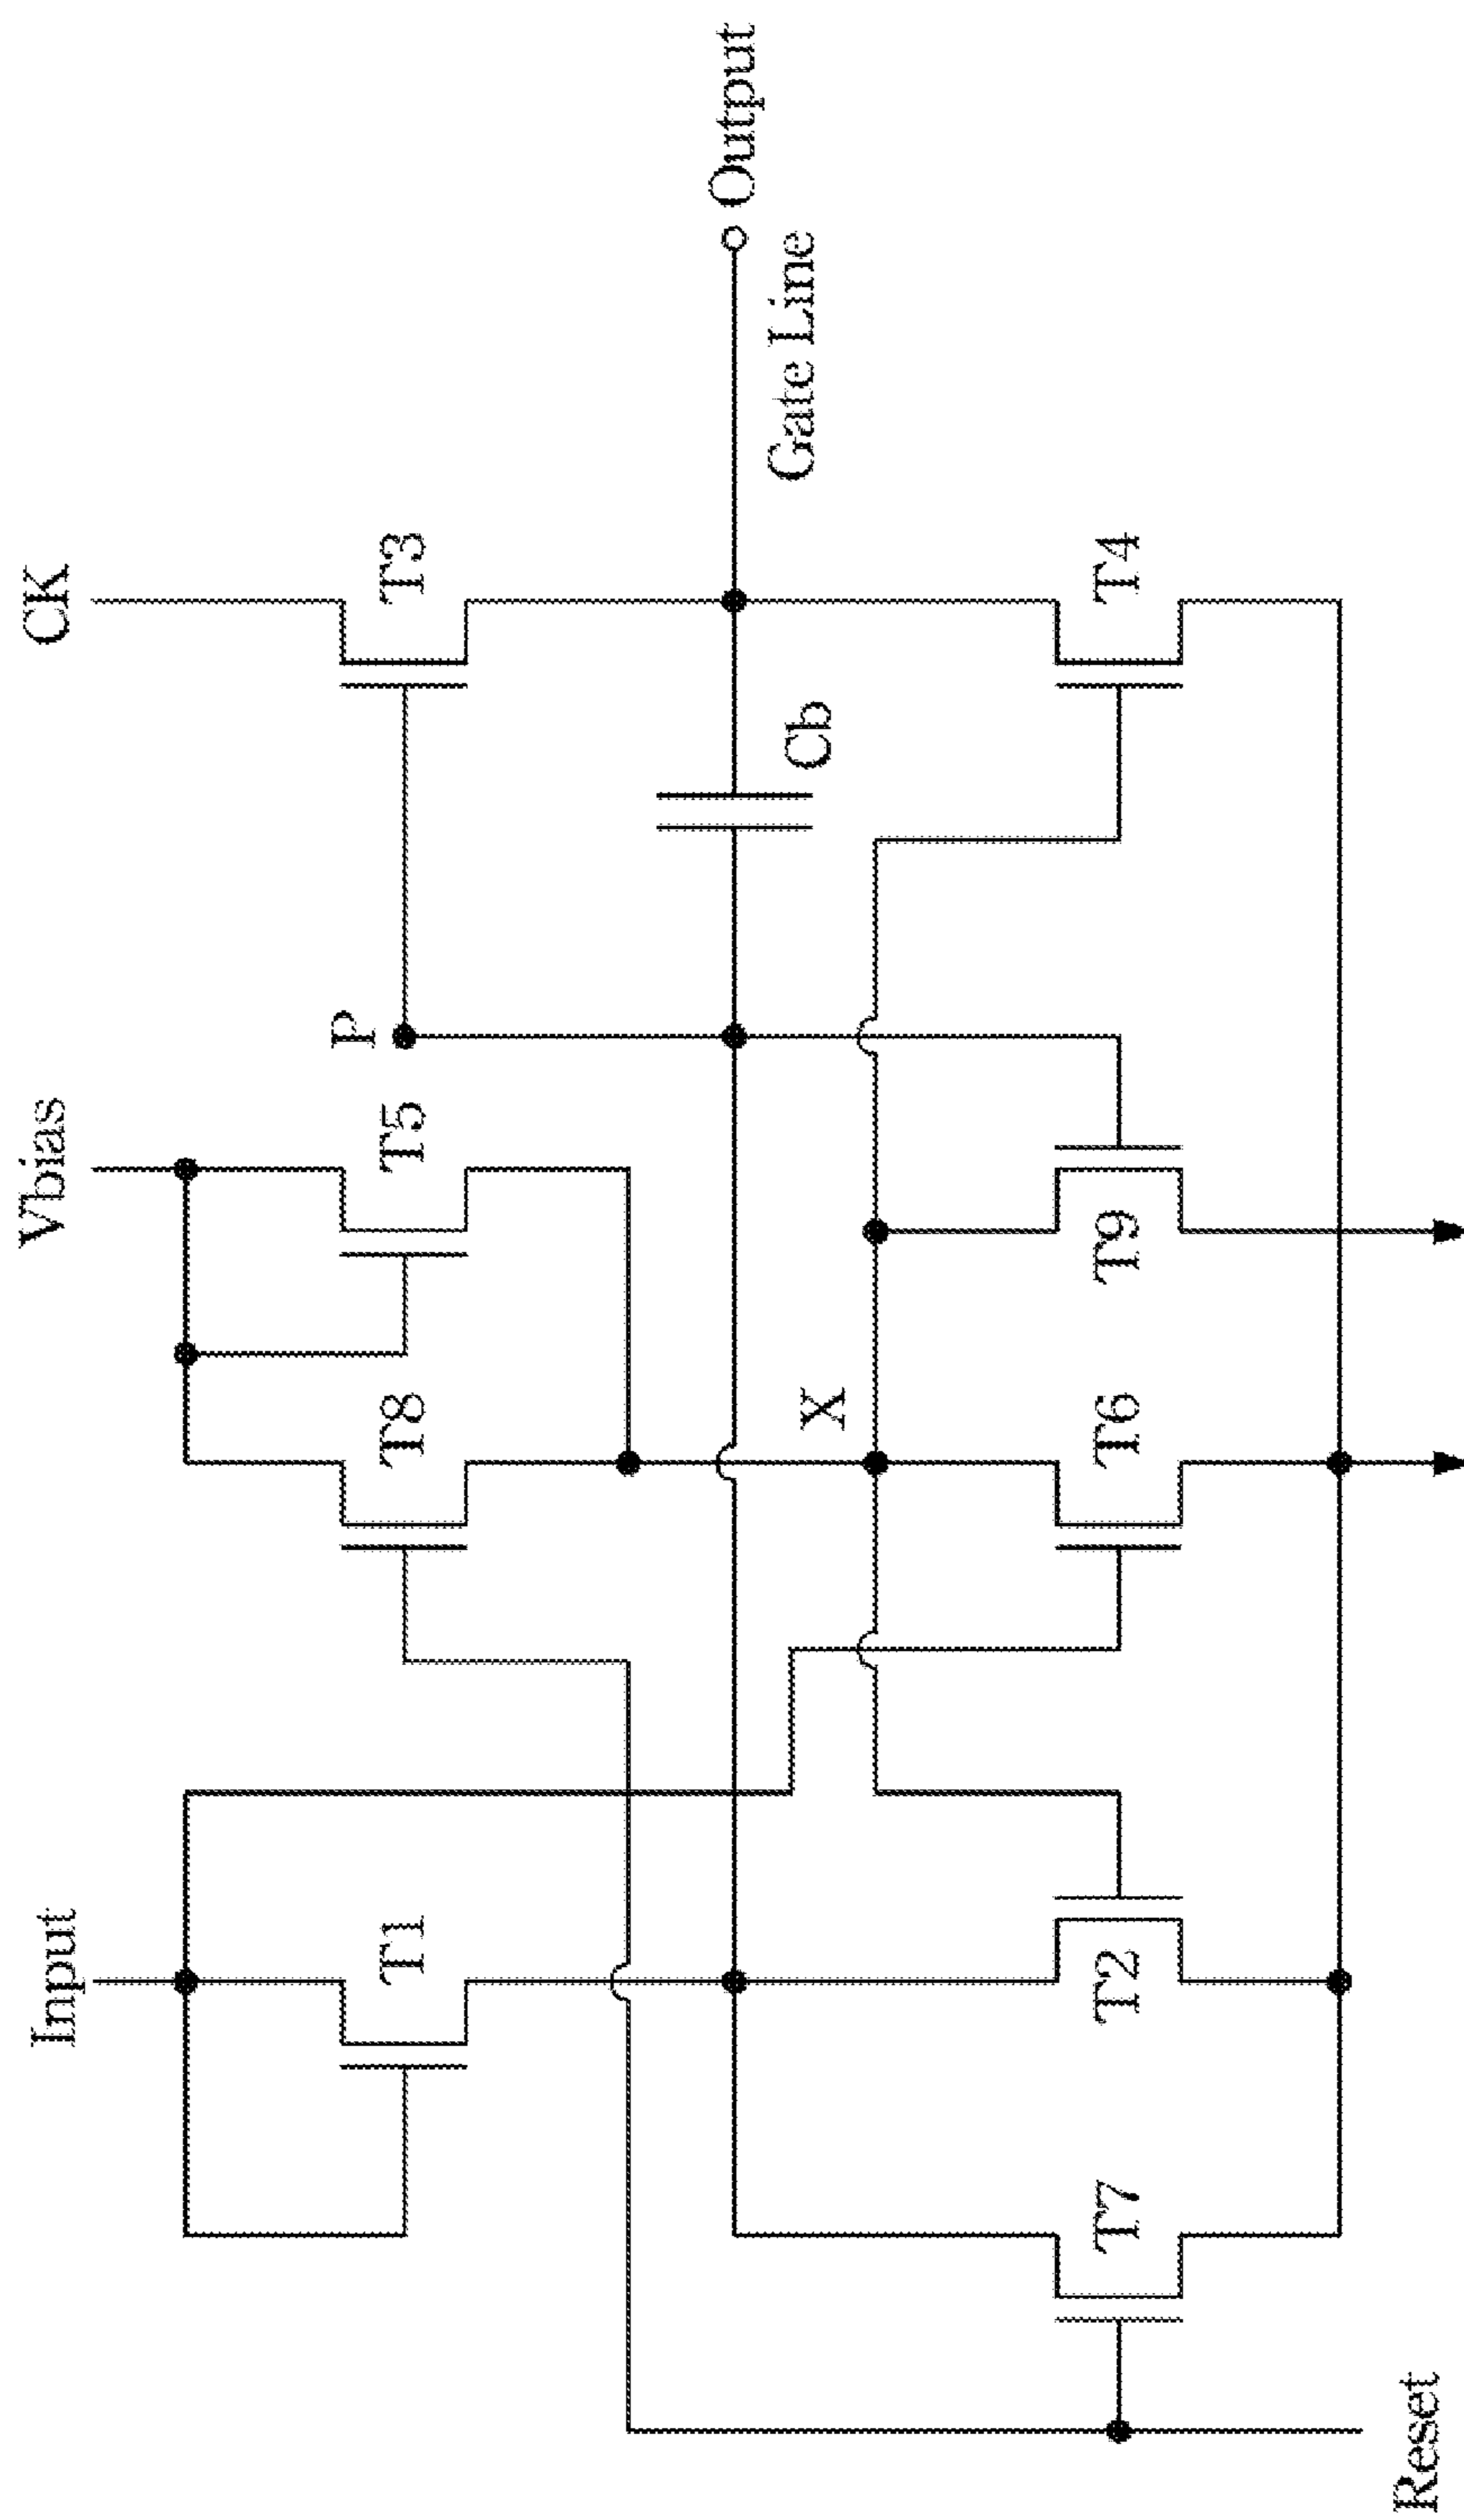 Input
Vbias
CK
T1
T8
T5
P
T3
X
Cb
Output
Gate Line
T7
T2
T6
T9
T4
Reset